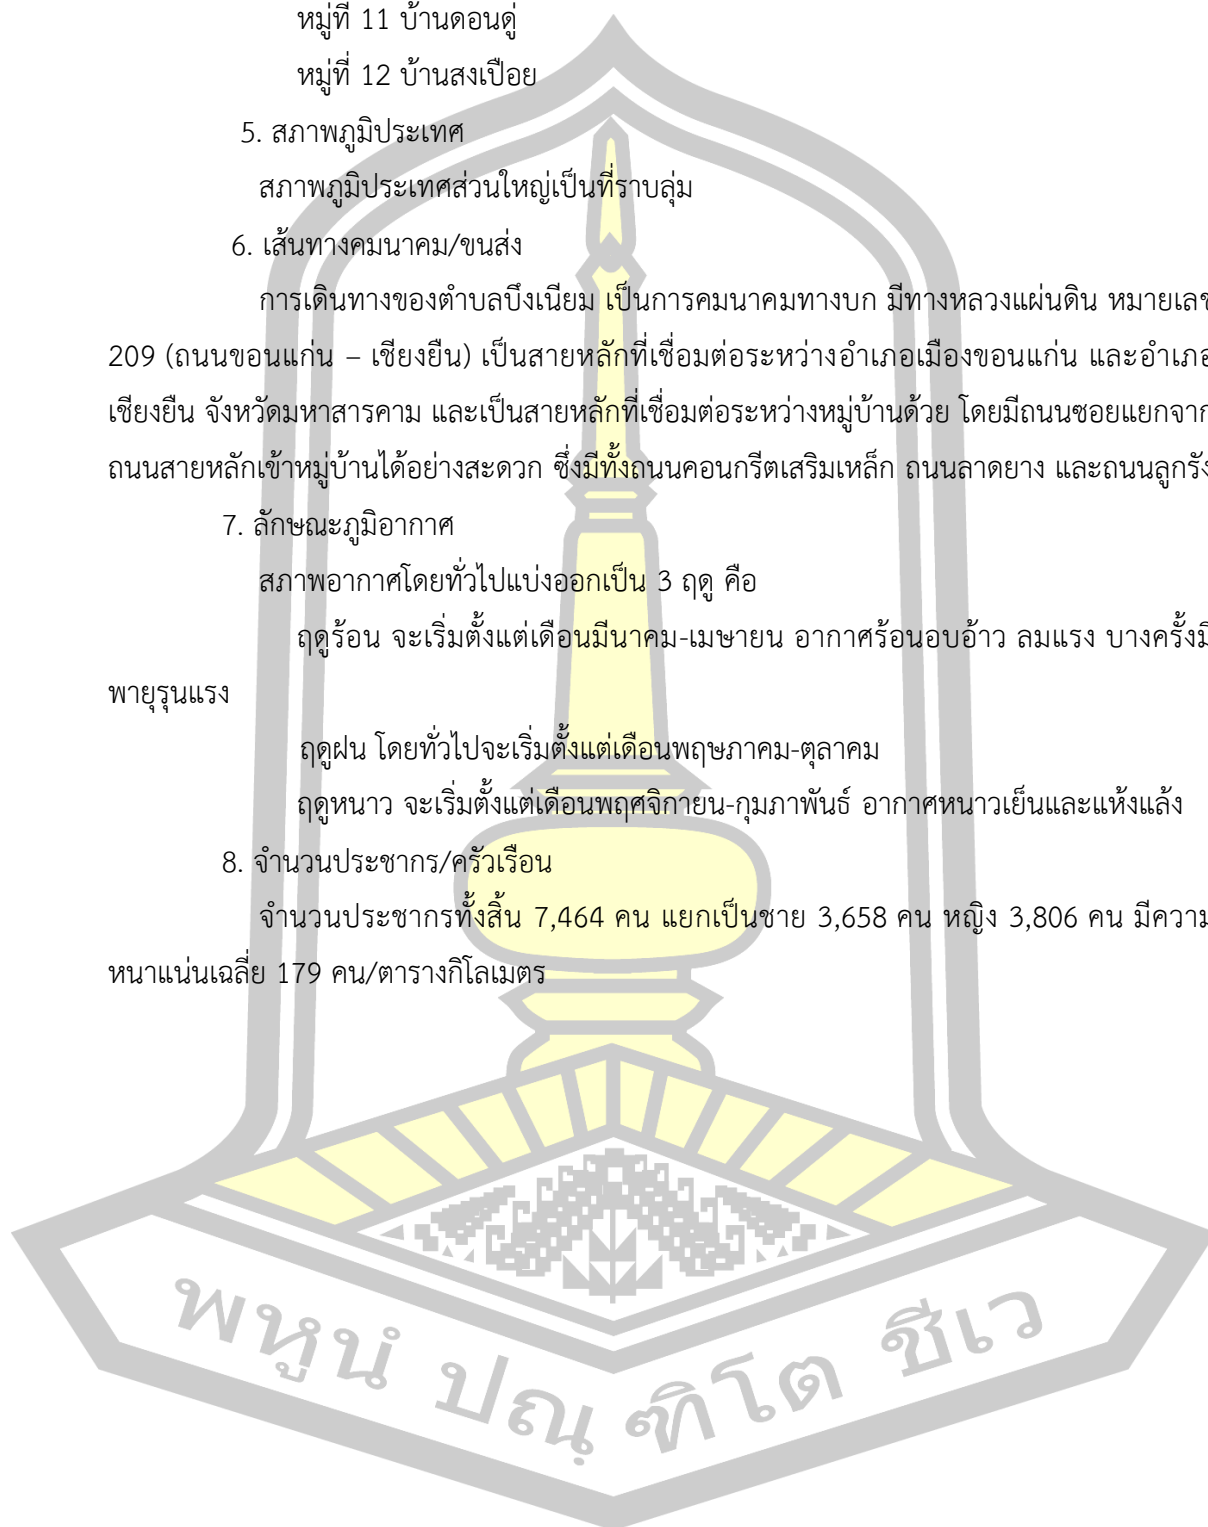 หมู่ที่ 11 บ้านดอนดู่
หมู่ที่ 12 บ้านสงเปือย
5. สภาพภูมิประเทศ
สภาพภูมิประเทศส่วนใหญ่เป็นที่ราบลุ่ม
6. เส้นทางคมนาคม/ขนส่ง
การเดินทางของตำบลบึงเนียม เป็นการคมนาคมทางบก มีทางหลวงแผ่นดิน หมายเลข
209 (ถนนขอนแก่น – เชียงยืน) เป็นสายหลักที่เชื่อมต่อระหว่างอำเภอเมืองขอนแก่น และอำเภอ
เชียงยืน จังหวัดมหาสารคาม และเป็นสายหลักที่เชื่อมต่อระหว่างหมู่บ้านด้วย โดยมีถนนซอยแยกจาก
ถนนสายหลักเข้าหมู่บ้านได้อย่างสะดวก ซึ่งมีทั้งถนนคอนกรีตเสริมเหล็ก ถนนลาดยาง และถนนลูกรัง
7. ลักษณะภูมิอากาศ
สภาพอากาศโดยทั่วไปแบ่งออกเป็น 3 ฤดู คือ
ฤดูร้อน จะเริ่มตั้งแต่เดือนมีนาคม-เมษายน อากาศร้อนอบอ้าว ลมแรง บางครั้งมี
พายุรุนแรง
ฤดูฝน โดยทั่วไปจะเริ่มตั้งแต่เดือนพฤษภาคม-ตุลาคม
ฤดูหนาว จะเริ่มตั้งแต่เดือนพฤศจิกายน-กุมภาพันธ์ อากาศหนาวเย็นและแห้งแล้ง
8. จำนวนประชากร/ครัวเรือน
จำนวนประชากรทั้งสิ้น 7,464 คน แยกเป็นชาย 3,658 คน หญิง 3,806 คน มีความ
หนาแน่นเฉลี่ย 179 คน/ตารางกิโลเมตร
พหูนํ ปณฺ ฑิโต ชีเว